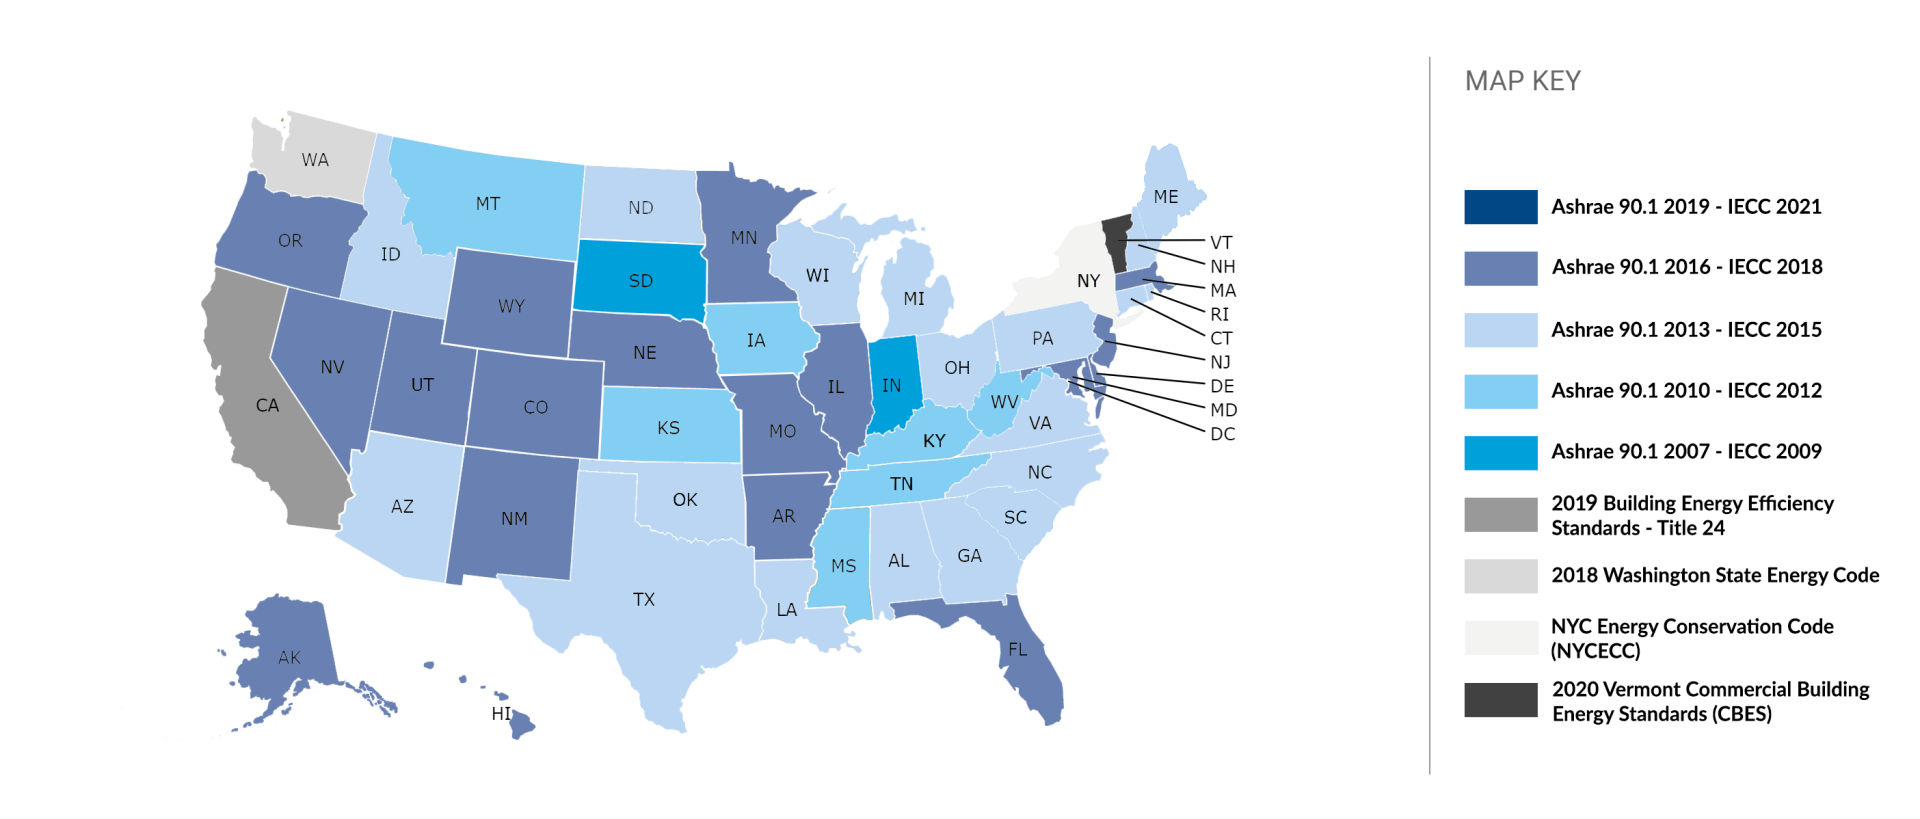 MAP KEY
Ashrae 90.1 2019 - IECC 2021
Ashrae 90.1 2016 - IECC 2018
Ashrae 90.1 2013 - IECC 2015
Ashrae 90.1 2010 - IECC 2012
Ashrae 90.1 2007 - IECC 2009
2019 Building Energy Efficiency
Standards - Title 24
2018 Washington State Energy Code
NYC Energy Conservation Code
(NYCECC)
2020 Vermont Commercial Building
Energy Standards (CBES)
WA
MT
ND
MN
ME
OR
ID
SD
WI
MI
NY
VT
NH
MA
RI
CT
NJ
DE
MD
DC
WY
NE
IA
PA
NV
UT
CO
IL
IN
OH
CA
KS
MO
WV
VA
KY
AZ
NM
OK
AR
TN
NC
SC
TX
LA
MS
AL
GA
AK
HI
FL